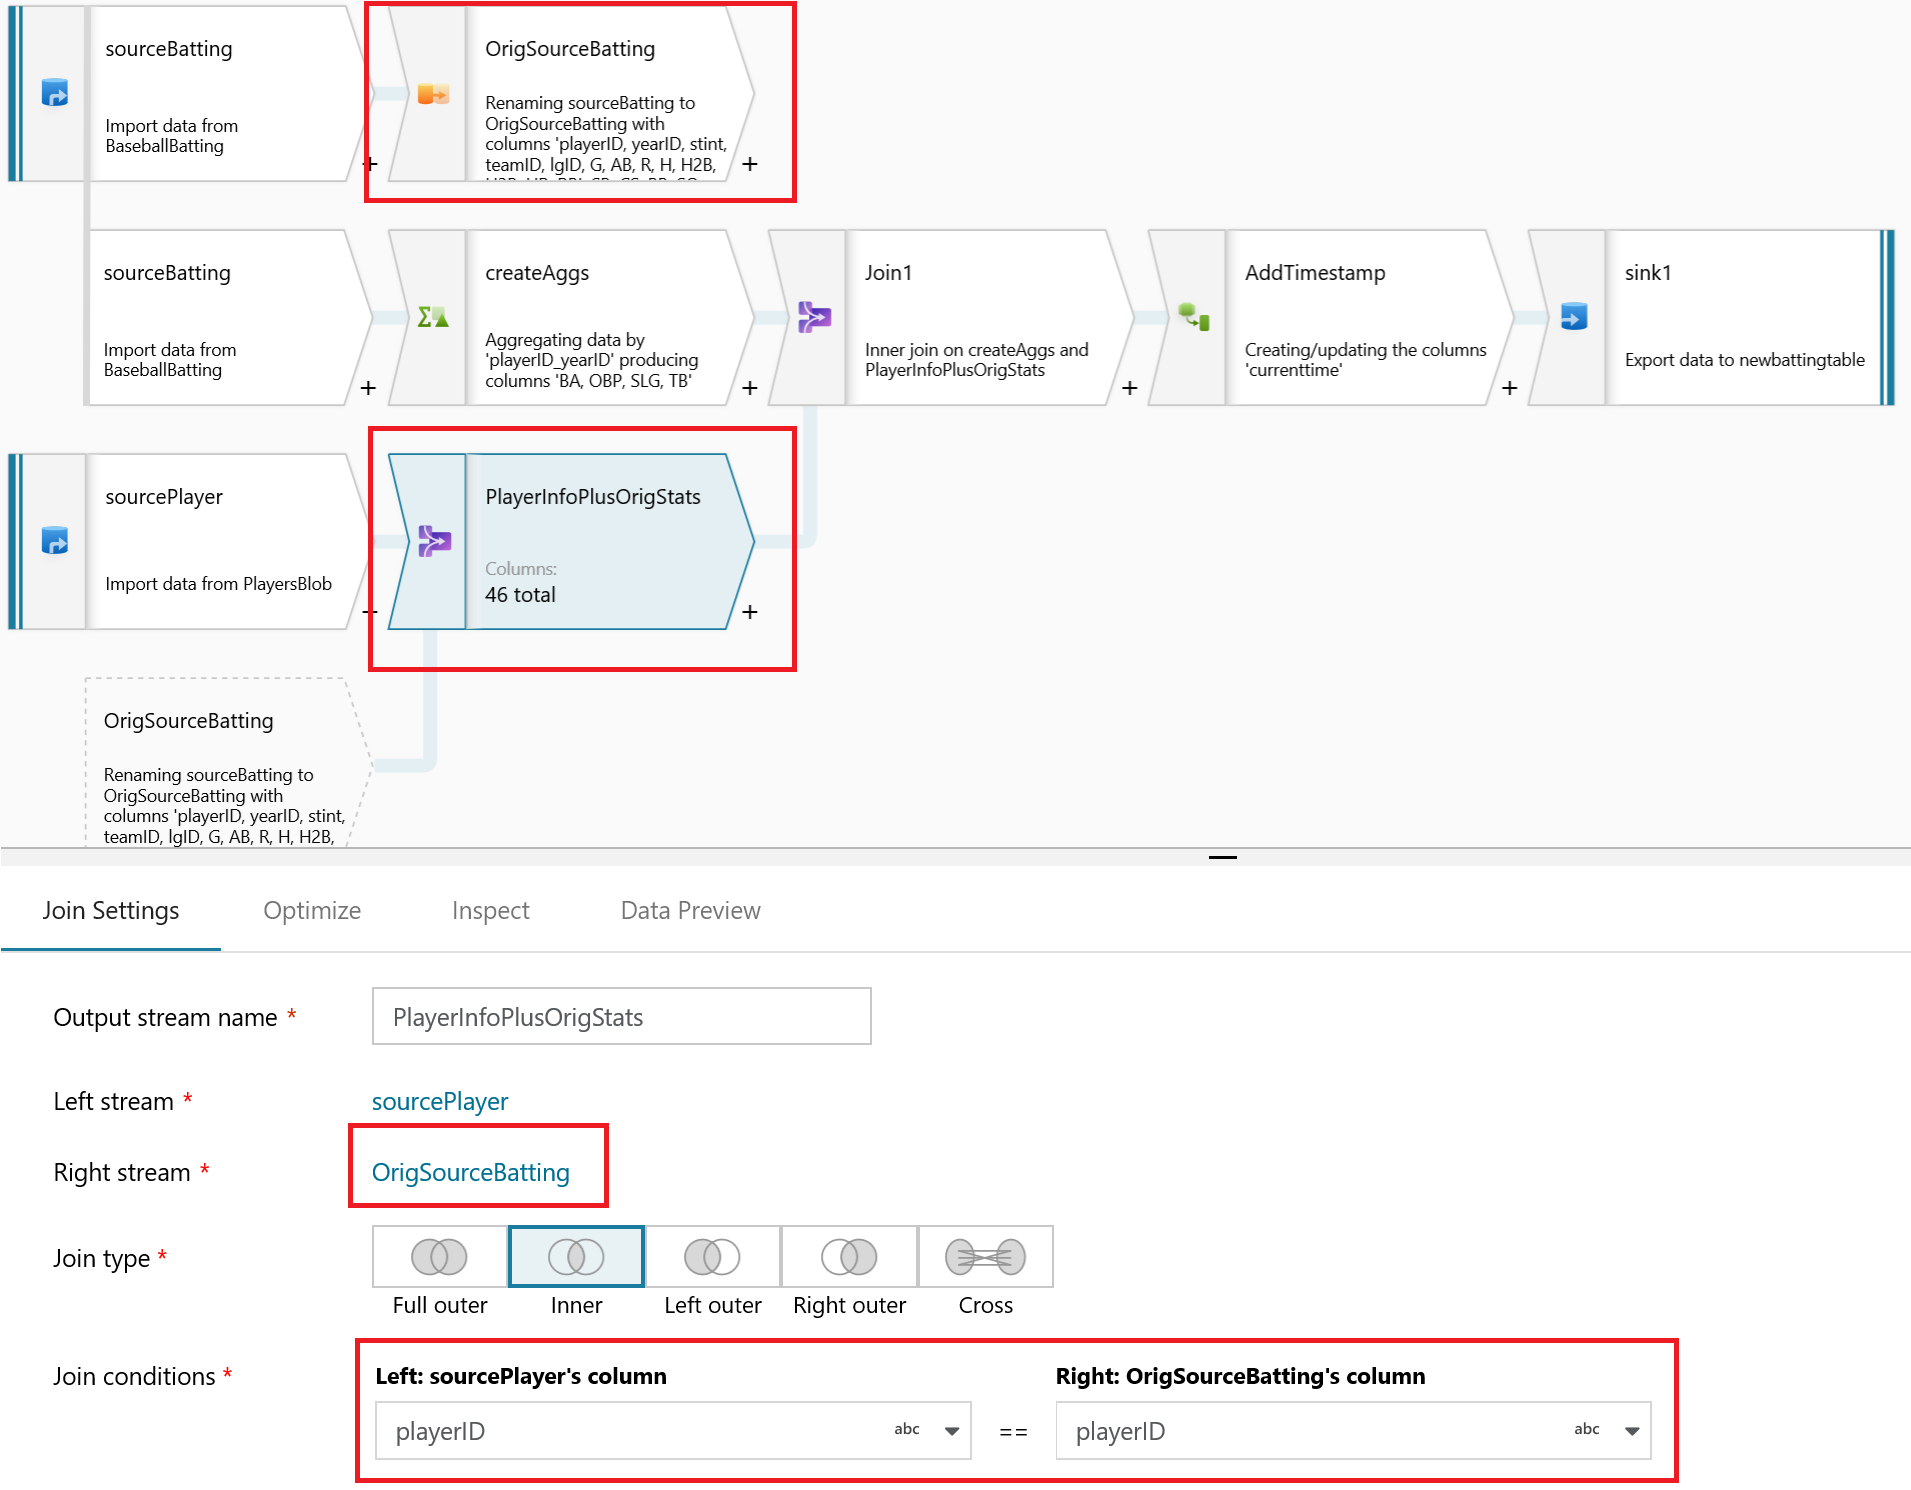 sourceBatting
Import data from
BaseballBatting
+
OrigSourceBatting
Renaming sourceBatting to
OrigSourceBatting with
columns 'playerID, yearID, stint,
teamID, lgID, G, AB, R, H, H2B,
+
sourceBatting
Import data from
BaseballBatting
+
createAggs
Aggregating data by
'playerID_yearID' producing
columns 'BA, OBP, SLG, TB'
+
Join1
Inner join on createAggs and
PlayerInfoPlusOrigStats
+
AddTimestamp
Creating/updating the columns
'currenttime'
+
sink1
Export data to newbattingtable
sourcePlayer
Import data from PlayersBlob
+
PlayerInfoPlusOrigStats
Columns:
46 total
+
OrigSourceBatting
Renaming sourceBatting to
OrigSourceBatting with
columns 'playerID, yearID, stint,
teamID, lgID, G, AB, R, H, H2B,
Join Settings Optimize Inspect Data Preview
Output stream name * PlayerInfoPlusOrigStats
Left stream * sourcePlayer
Right stream * OrigSourceBatting
Join type *
Full outer Inner Left outer Right outer Cross
Join conditions * Left: sourcePlayer's column Right: OrigSourceBatting's column
playerID abc == playerID abc